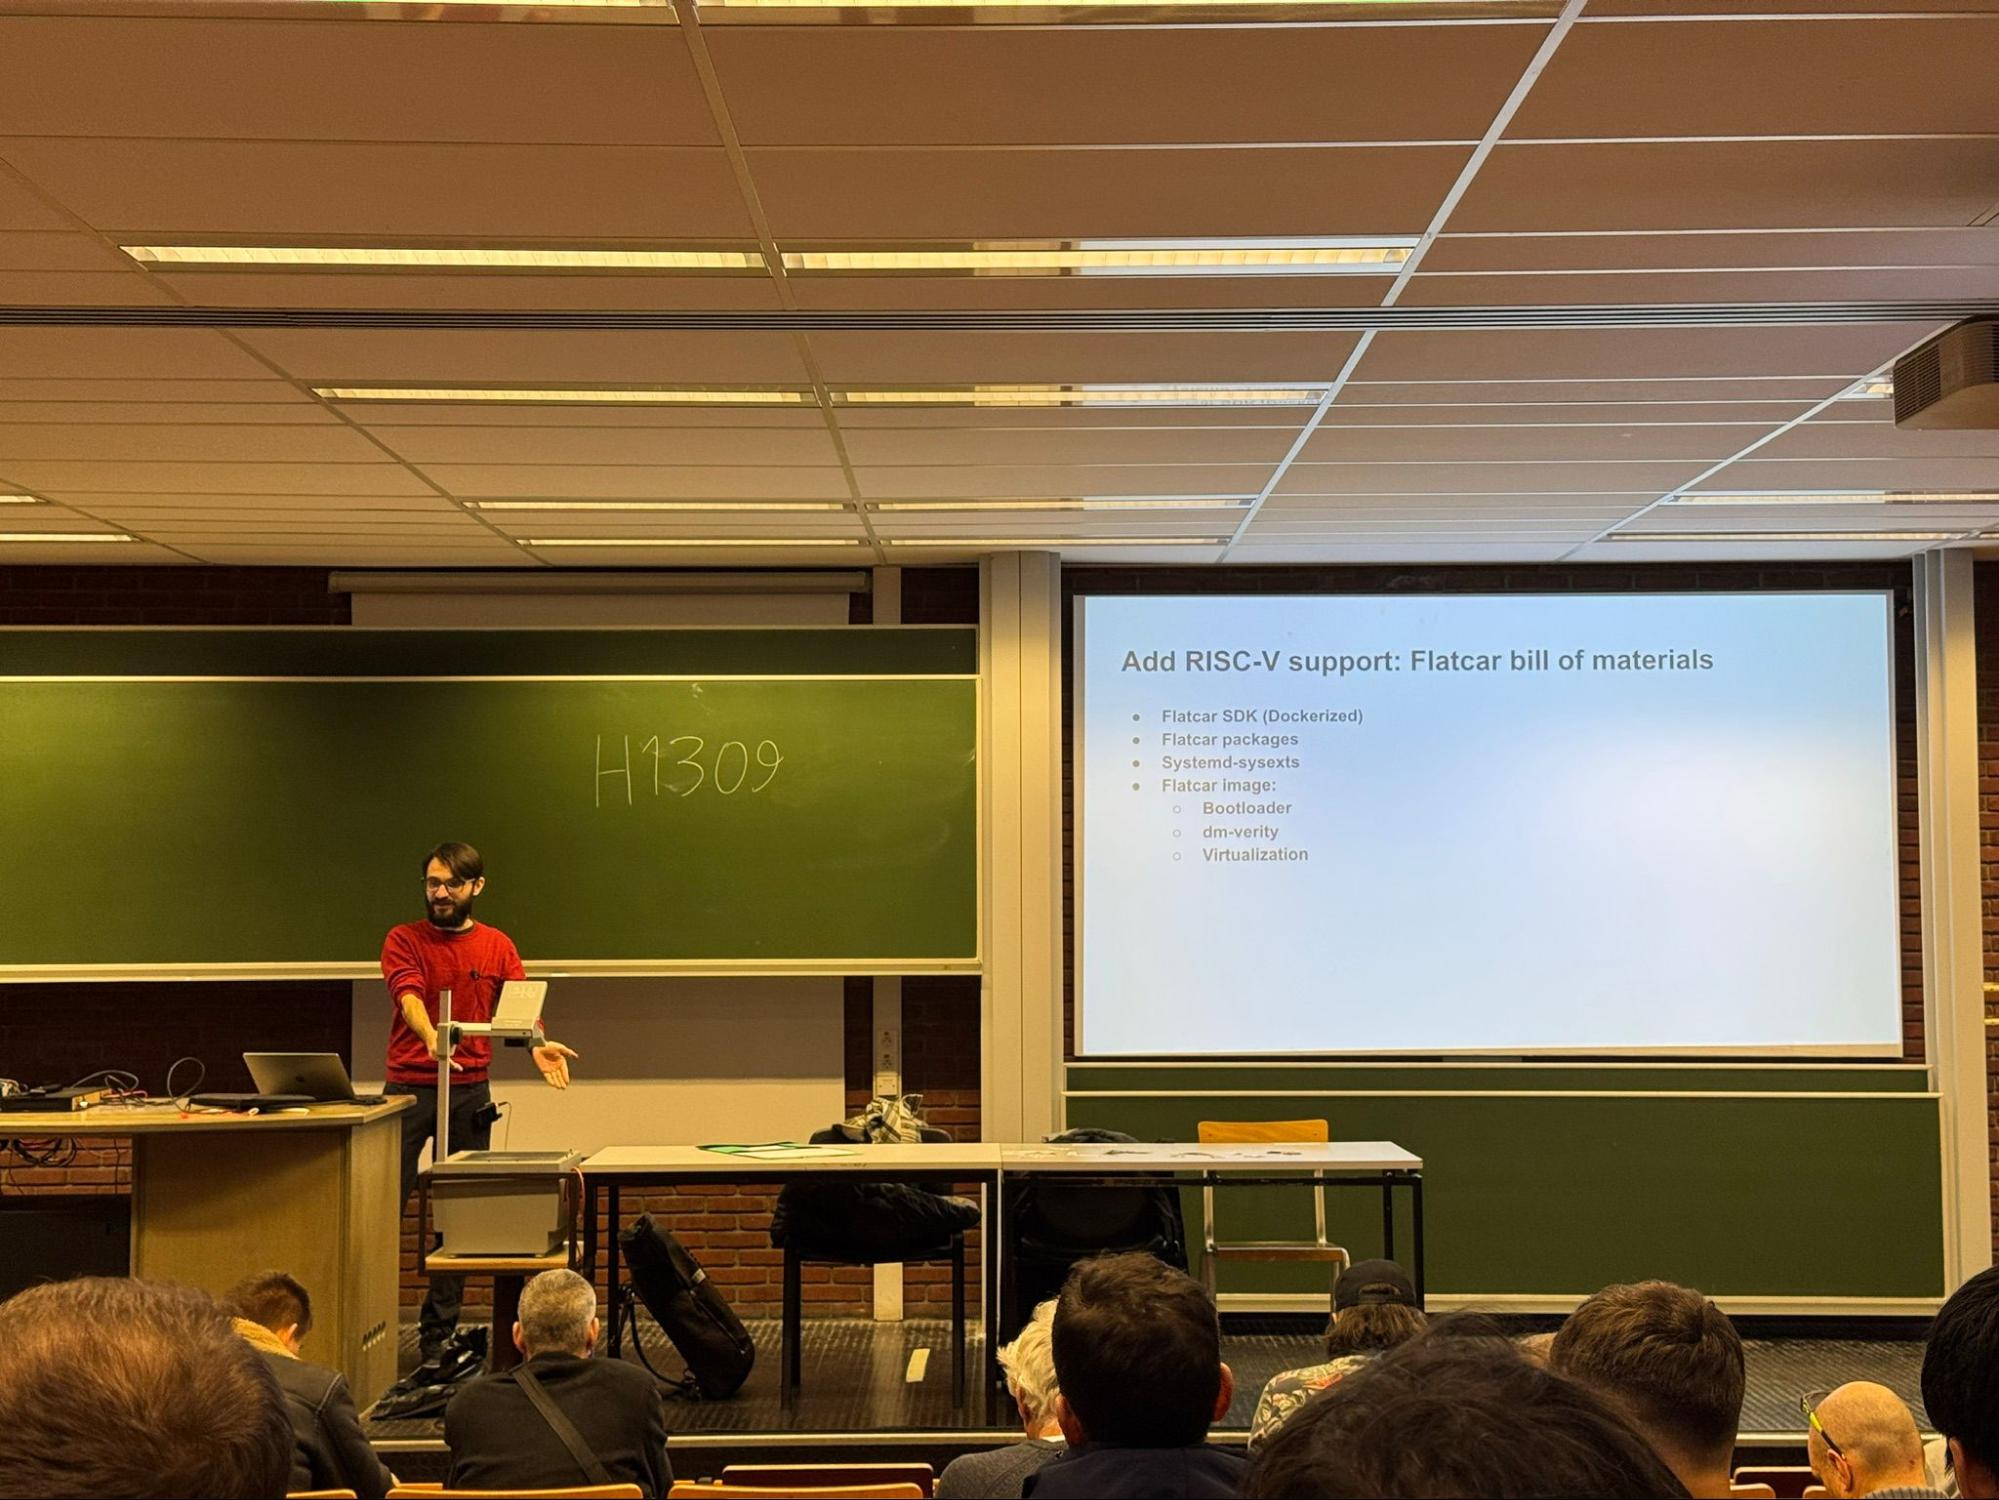 H1309
Add RISC-V support: Flatcar bill of materials
● Flatcar SDK (Dockerized)
● Flatcar packages
● Systemd-sysexts
● Flatcar image:
○ Bootloader
○ dm-verity
○ Virtualization